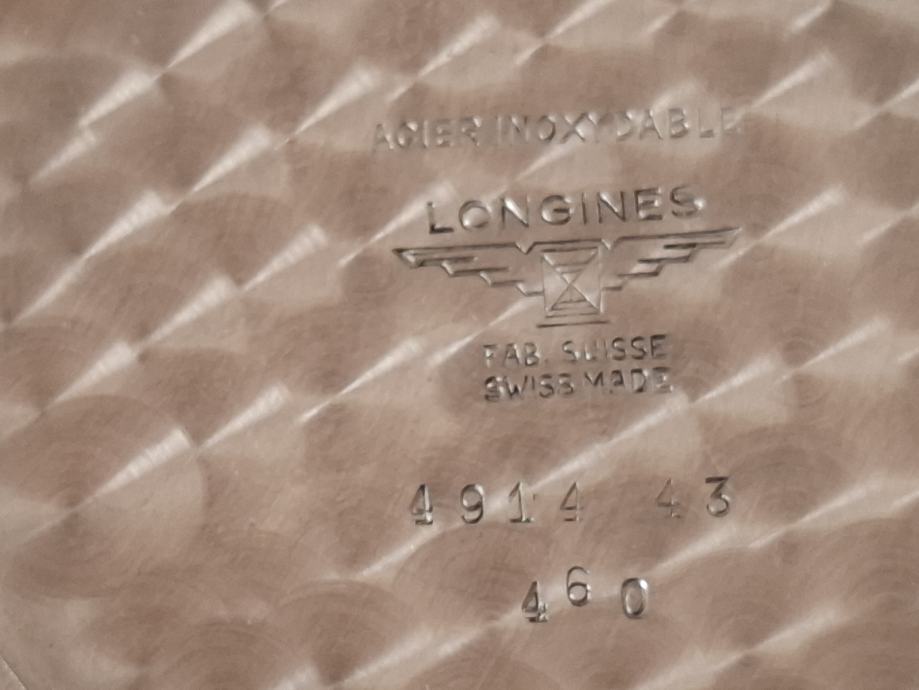 ACIER INOXYDABLE
LONGINES
FAB. SUISSE
SWISS MADE
4914 43
460